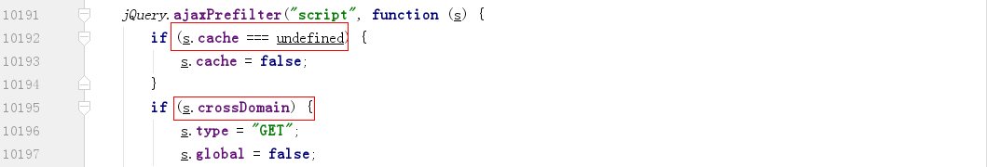 10191 jQuery.ajaxPrefilter("script", function (s) {
10192 if (s.cache === undefined) {
10193 s.cache = false;
10194 }
10195 if (s.crossDomain) {
10196 s.type = "GET";
10197 s.global = false;